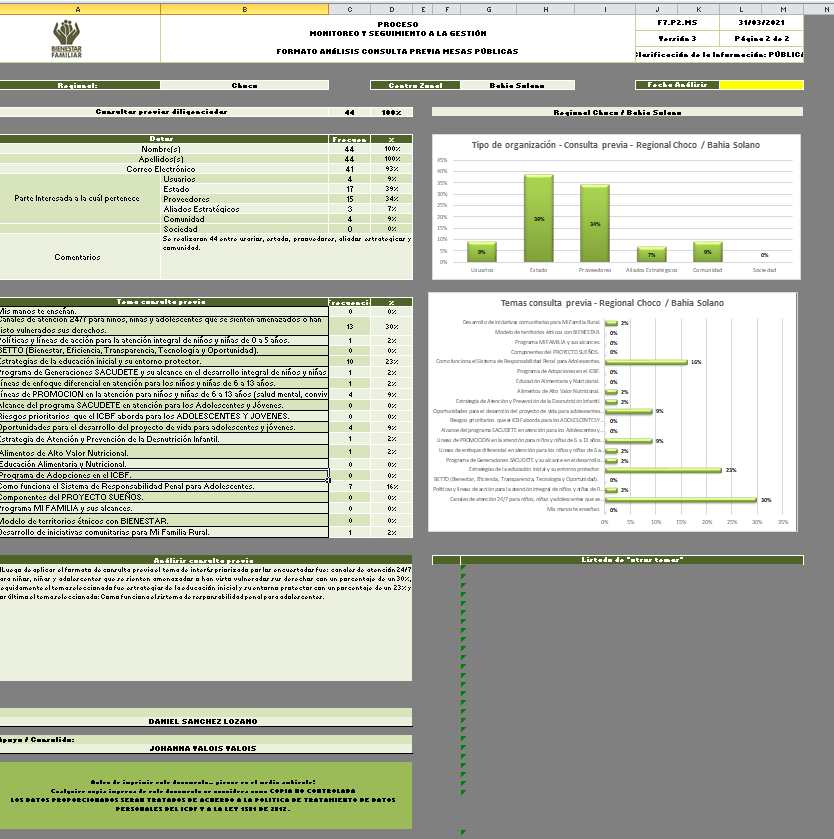 A B C D E F G H I J K L M N
BIENESTAR
FAMILIAR
PROCESO
MONITOREO Y SEGUIMIENTO A LA GESTIÓN
FORMATO ANÁLISIS CONSULTA PREVIA MESAS PÚBLICAS
F7.P2.MS 31/03/2021
Versión 3 Página 2 de 2
Clasificación de la Información: PÚBLICA
Regional: Choco Centro Zonal Bahia Solano Fecha Análisis
Consultas previas diligenciadas 44 100%
Regional Choco / Bahia Solano
Datos Frecuen %
Nombre(s) 44 100%
Apellidos(s) 44 100%
Correo Electrónico 41 93%
Parte Interesada a la cuál pertenece
Usuarios 4 9%
Estado 17 39%
Proveedores 15 34%
Aliados Estratégicos 3 7%
Comunidad 4 9%
Sociedad 0 0%
Comentarios
Se realizaran 44 entre usuarios, estado, proveedores, aliados estrategicos y
comunidad.
Tipo de organización - Consulta previa - Regional Choco / Bahia Solano
45%
40%
35%
30%
25%
20%
15%
10%
5%
0%
9% 39% 34% 7% 9% 0%
Usuarios Estado Proveedores Aliados Estratégicos Comunidad Sociedad
Tema consulta previa Frecuenci %
Mis manos te enseñan. 0 0%
Canales de atención 24/7 para niños, niñas y adolescentes que se sienten amenazados o han
isto vulnerados sus derechos. 13 30%
Políticas y líneas de acción para la atención integral de niños y niñas de 0 a 5 años. 1 2%
BETTO (Bienestar, Eficiencia, Transparencia, Tecnología y Oportunidad). 0 0%
Estrategias de la educación inicial y su entorno protector. 10 23%
Programa de Generaciones SACUDETE y su alcance en el desarrollo integral de niños y niñas 1 2%
Líneas de enfoque diferencial en atención para los niños y niñas de 6 a 13 años. 1 2%
Líneas de PROMOCION en la atención para niños y niñas de 6 a 13 años (salud mental, conviv 4 9%
Alcance del programa SACUDETE en atención para los Adolescentes y Jóvenes. 0 0%
Riesgos prioritarios que el ICBF aborda para los ADOLESCENTES Y JOVENES. 0 0%
Oportunidades para el desarrollo del proyecto de vida para adolescentes y jóvenes. 4 9%
Estrategia de Atención y Prevención de la Desnutrición Infantil. 1 2%
Alimentos de Alto Valor Nutricional. 1 2%
Educación Alimentaria y Nutricional. 0 0%
Programa de Adopciones en el ICBF. 0 0%
Como funciona el Sistema de Responsabilidad Penal para Adolescentes. 7 16%
Componentes del PROYECTO SUEÑOS. 0 0%
Programa MI FAMILIA y sus alcances. 0 0%
Modelo de territorios étnicos con BIENESTAR. 0 0%
Desarrollo de iniciativas comunitarias para Mi Familia Rural. 1 2%
Temas consulta previa - Regional Choco / Bahia Solano
Desarrollo de iniciativas comunitarias para Mi Familia Rural. 2%
Modelo de territorios étnicos con BIENESTAR. 0%
Programa MI FAMILIA y sus alcances. 0%
Componentes del PROYECTO SUEÑOS. 0%
Como funciona el Sistema de Responsabilidad Penal para Adolescentes. 16%
Programa de Adopciones en el ICBF. 0%
Educación Alimentaria y Nutricional. 0%
Alimentos de Alto Valor Nutricional. 2%
Estrategia de Atención y Prevención de la Desnutrición Infantil. 2%
Oportunidades para el desarrollo del proyecto de vida para adolescentes... 9%
Riesgos prioritarios que el ICBF aborda para los ADOLESCENTES Y... 0%
Alcance del programa SACUDETE en atención para los Adolescentes y... 0%
Líneas de PROMOCION en la atención para niños y niñas de 6 a 13 años... 9%
Líneas de enfoque diferencial en atención para los niños y niñas de 6 a... 2%
Programa de Generaciones SACUDETE y su alcance en el desarrollo... 2%
Estrategias de la educación inicial y su entorno protector. 23%
BETTO (Bienestar, Eficiencia, Transparencia, Tecnología y Oportunidad). 0%
Políticas y líneas de acción para la atención integral de niños y niñas de 0... 2%
Canales de atención 24/7 para niños, niñas y adolescentes que se... 30%
Mis manos te enseñan. 0%
0% 5% 10% 15% 20% 25% 30% 35%
Análisis consulta previa
Luego de aplicar el formato de consulta previa el tema de interés priorizado por los encuestados fue: canales de atención 24/7
ara niños, niñas y adolescentes que se sienten amenazados o han visto vulnerados sus derechos con un porcentaje de un 30%,
eguidamente el tema seleccionado fue estrategias de la educación inicial y su entorno protector con un porcentaje de un 23% y
or último el tema seleccionado: Como funciona el sistema de responsabilidad penal para adolescentes.
Listado de "otros temas"
DANIEL SANCHEZ LOZANO
Apoyo / Consolido:
JOHANNA VALOIS VALOIS
Antes de imprimir este documento... piense en el medio ambiente!
Cualquier copia impresa de este documento se considera como COPIA NO CONTROLADA
LOS DATOS PROPORCIONADOS SERAN TRATADOS DE ACUERDO A LA POLITICA DE TRATAMIENTO DE DATOS
PERSONALES DEL ICBF Y A LA LEY 1581 DE 2012.